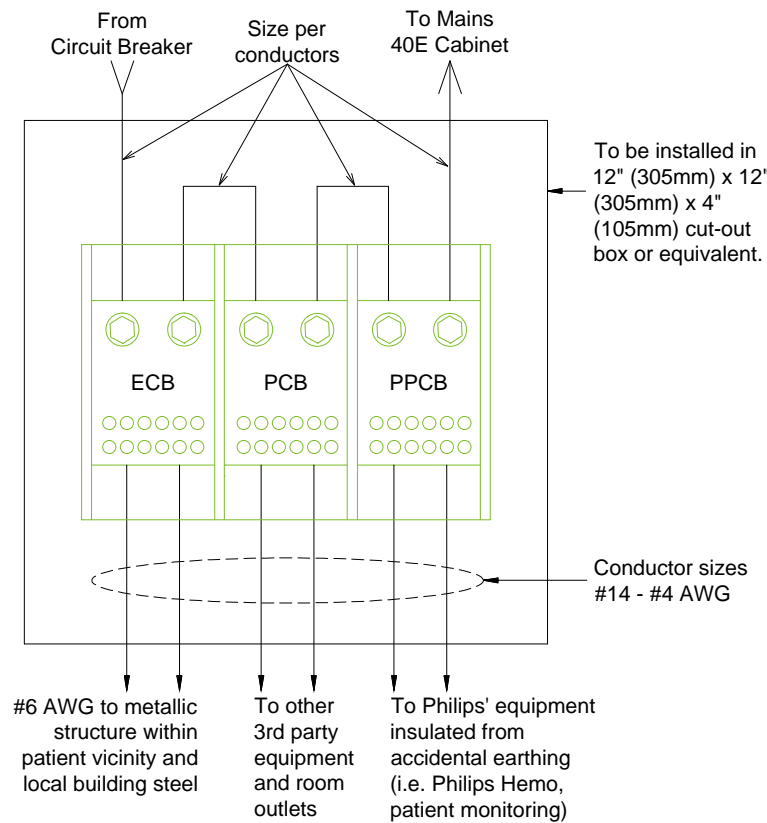 From
Circuit Breaker
Size per
conductors
To Mains
40E Cabinet
To be installed in
12" (305mm) x 12"
(305mm) x 4"
(105mm) cut-out
box or equivalent.
ECB
PCB
PPCB
Conductor sizes
#14 - #4 AWG
#6 AWG to metallic
structure within
patient vicinity and
local building steel
To other
3rd party
equipment
and room
outlets
To Philips' equipment
insulated from
accidental earthing
(i.e. Philips Hemo,
patient monitoring)